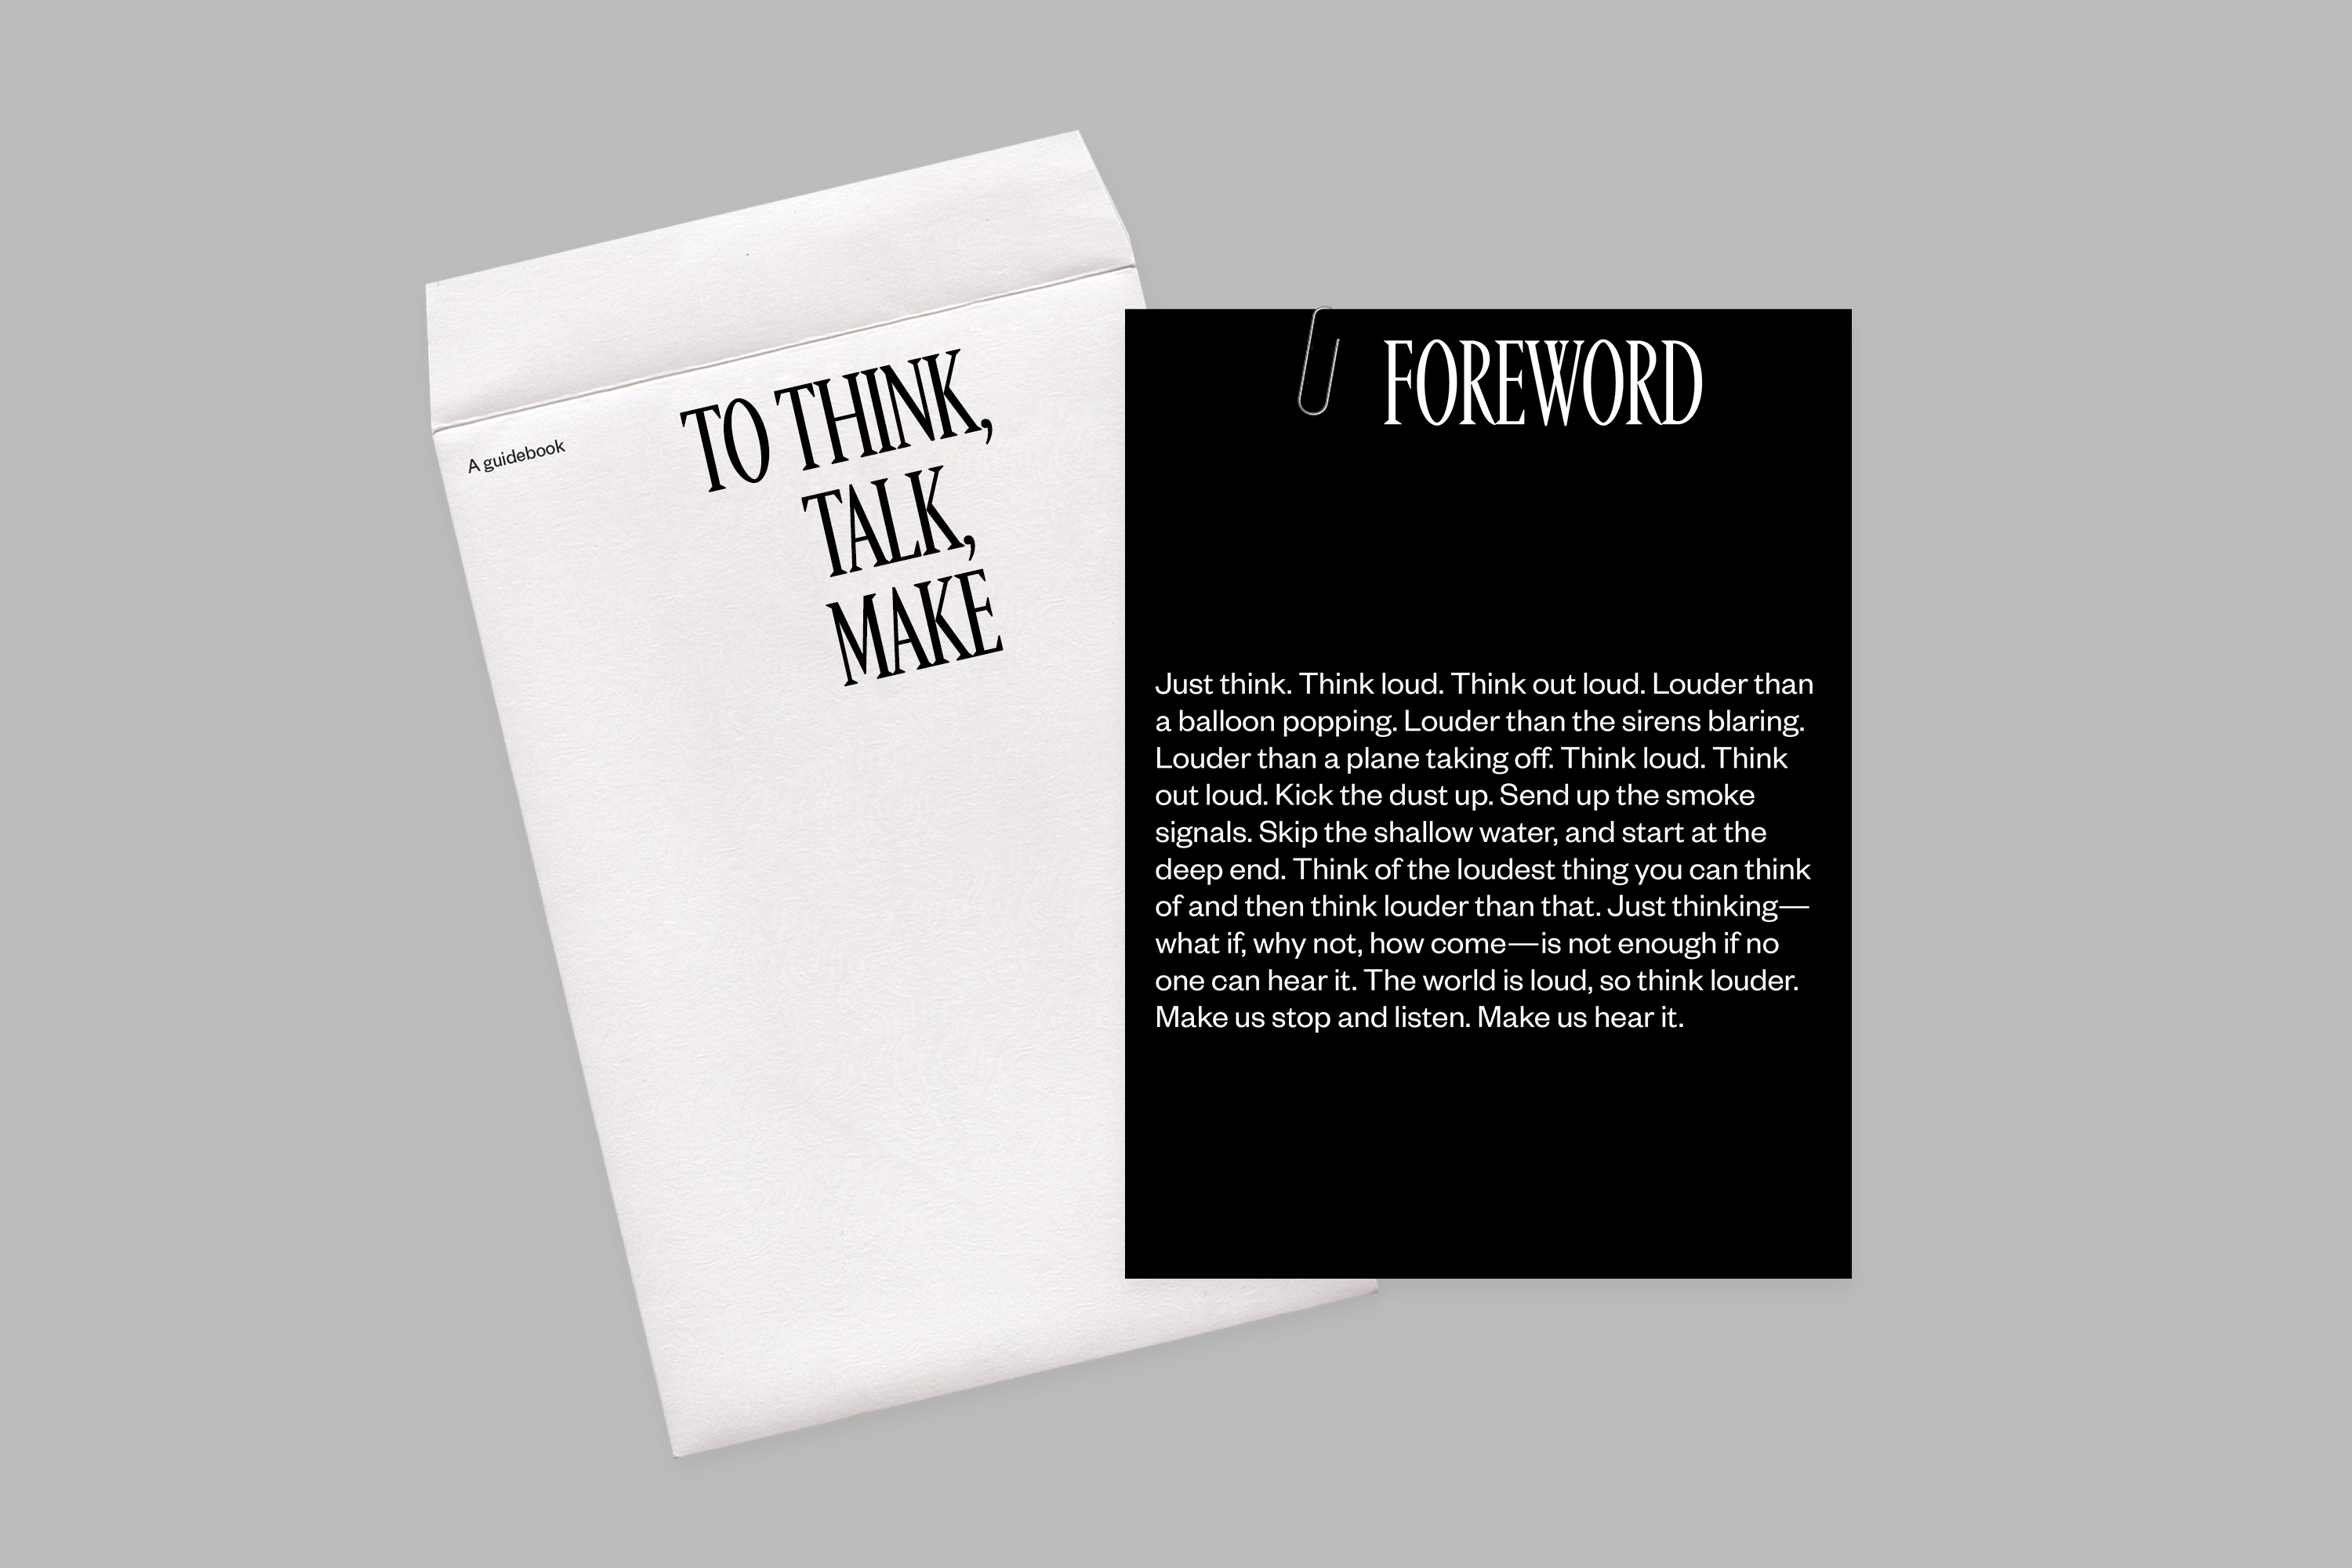 A guidebook
TO THINK,
TALK,
MAKE
FOREWORD
Just think. Think loud. Think out loud. Louder than
a balloon popping. Louder than the sirens blaring.
Louder than a plane taking off. Think loud. Think
out loud. Kick the dust up. Send up the smoke
signals. Skip the shallow water, and start at the
deep end. Think of the loudest thing you can think
of and then think louder than that. Just thinking—
what if, why not, how come—is not enough if no
one can hear it. The world is loud, so think louder.
Make us stop and listen. Make us hear it.